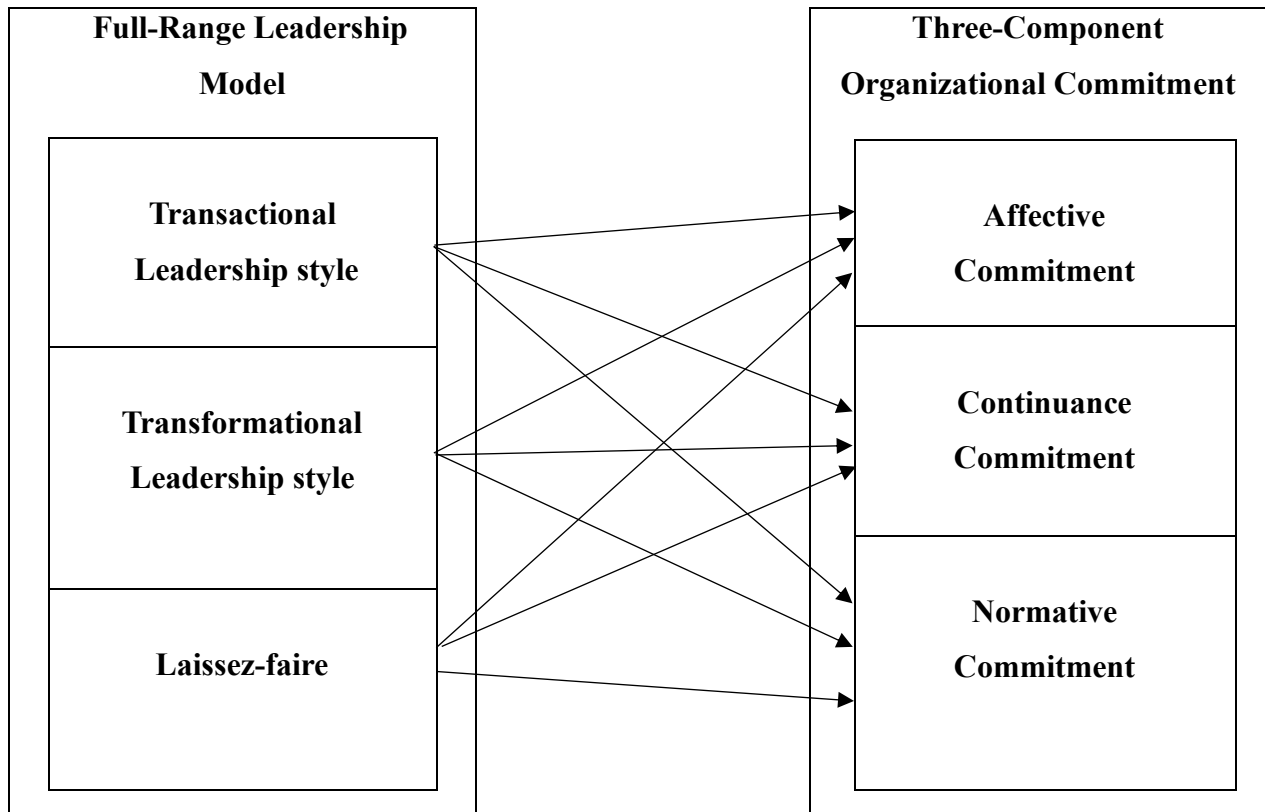 Full-Range Leadership
Model
Transactional
Leadership style
Transformational
Leadership style
Laissez-faire
Three-Component
Organizational Commitment
Affective
Commitment
Continuance
Commitment
Normative
Commitment